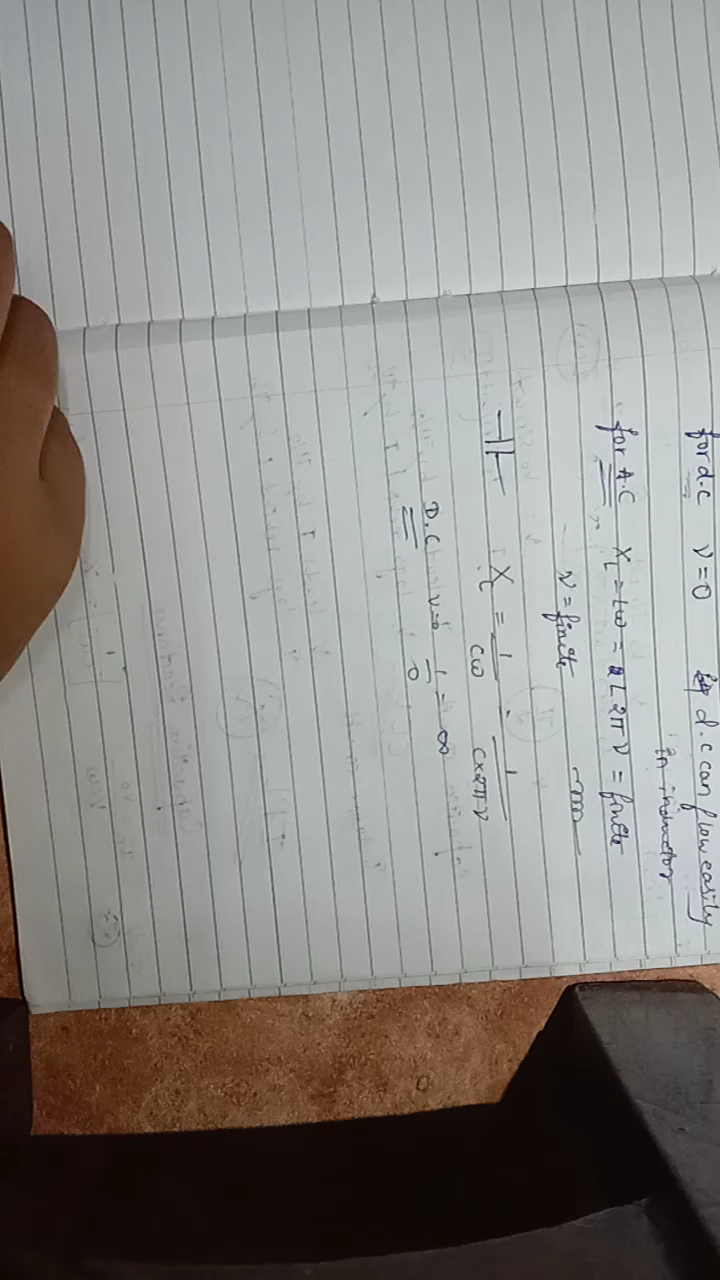 for d.c ν = 0 d.c can flow easily
in inductor
for A.C X_L = Lω = L 2π ν = finite
ν = finite
X_c = 1/cω = 1/c×2πν
D.C ν=0 1/0 = ∞